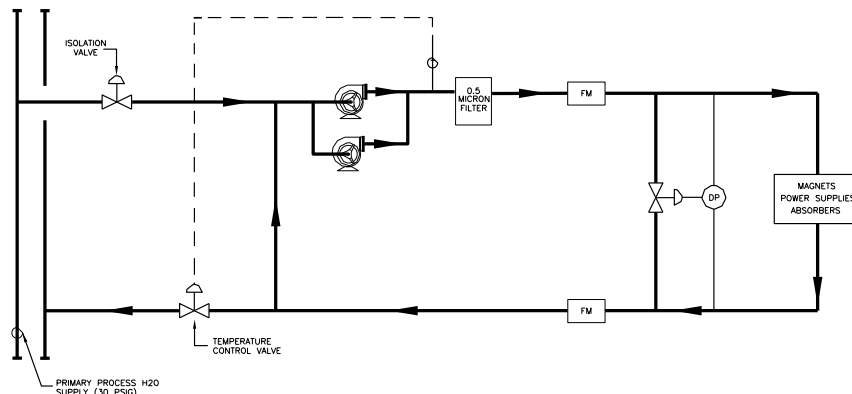 ISOLATION
VALVE
0.5
MICRON
FILTER
FM
DP
MAGNETS
POWER SUPPLIES
ABSORBERS
FM
TEMPERATURE
CONTROL VALVE
PRIMARY PROCESS H2O
SUPPLY (30 PSIG)